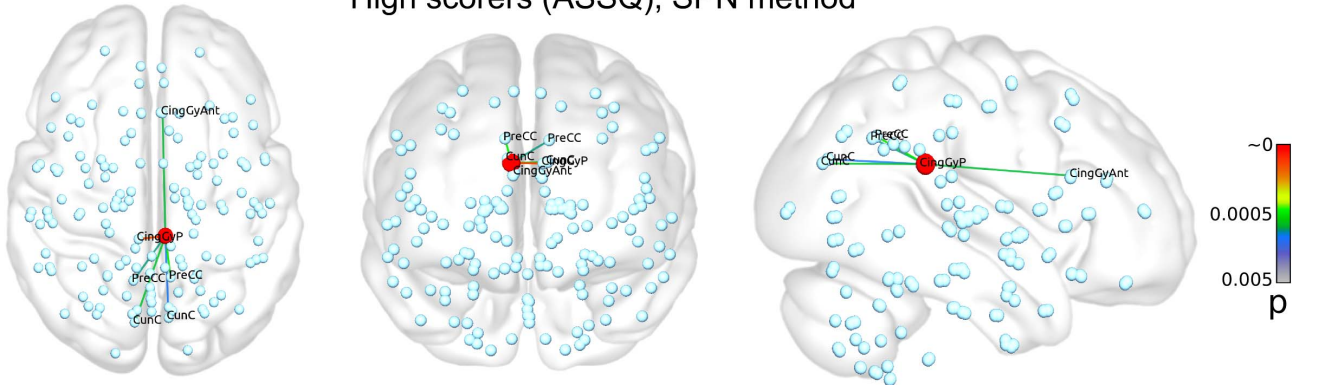 High scorers (ASSQ), SPN method
CingGyAnt
CingGyP
PreCC
PreCC
CunC
CunC
PreCC
PreCC
CunC
CingGyP
CingGyAnt
PreCC
CunC
CunC
CingGyP
CingGyAnt
~0
0.0005
0.005
p